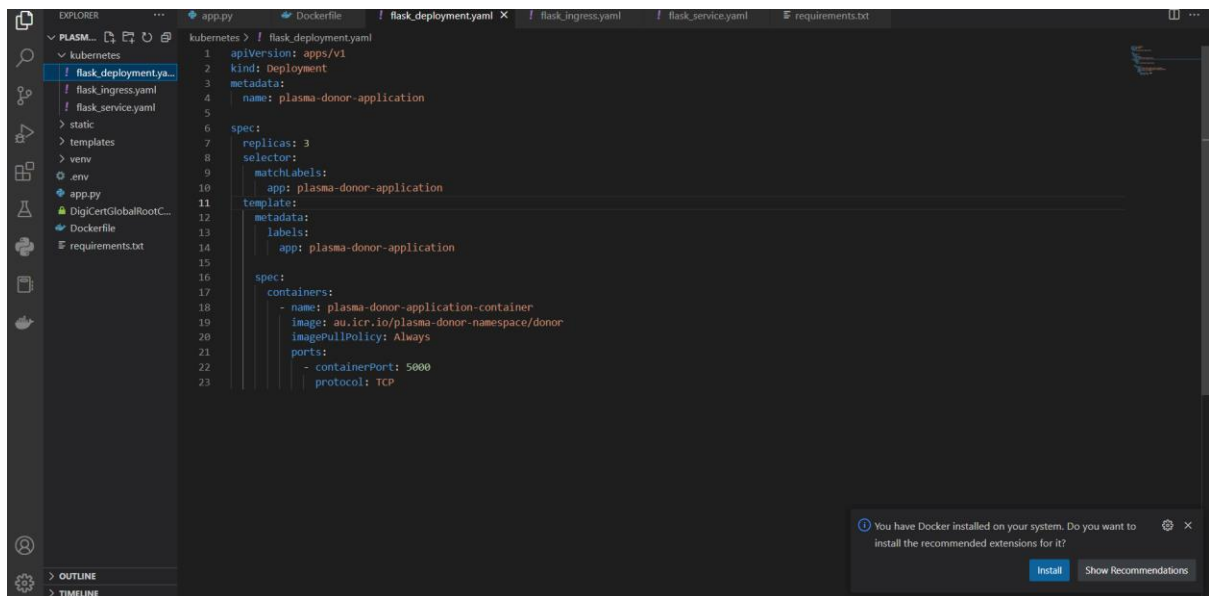 EXPLORER ...
app.py
Dockerfile
! flask_deployment.yaml ×
! flask_ingress.yaml
! flask_service.yaml
requirements.txt
...
PLASM...
kubernetes
! flask_deployment.ya...
! flask_ingress.yaml
! flask_service.yaml
> static
> templates
> venv
.env
app.py
DigiCertGlobalRootC...
Dockerfile
requirements.txt
> OUTLINE
> TIMELINE
kubernetes > ! flask_deployment.yaml
1 apiVersion: apps/v1
2 kind: Deployment
3 metadata:
4 name: plasma-donor-application
5
6 spec:
7 replicas: 3
8 selector:
9 matchLabels:
10 app: plasma-donor-application
11 template:
12 metadata:
13 labels:
14 app: plasma-donor-application
15
16 spec:
17 containers:
18 - name: plasma-donor-application-container
19 image: au.icr.io/plasma-donor-namespace/donor
20 imagePullPolicy: Always
21 ports:
22 - containerPort: 5000
23 protocol: TCP
You have Docker installed on your system. Do you want to
install the recommended extensions for it?
Install
Show Recommendations